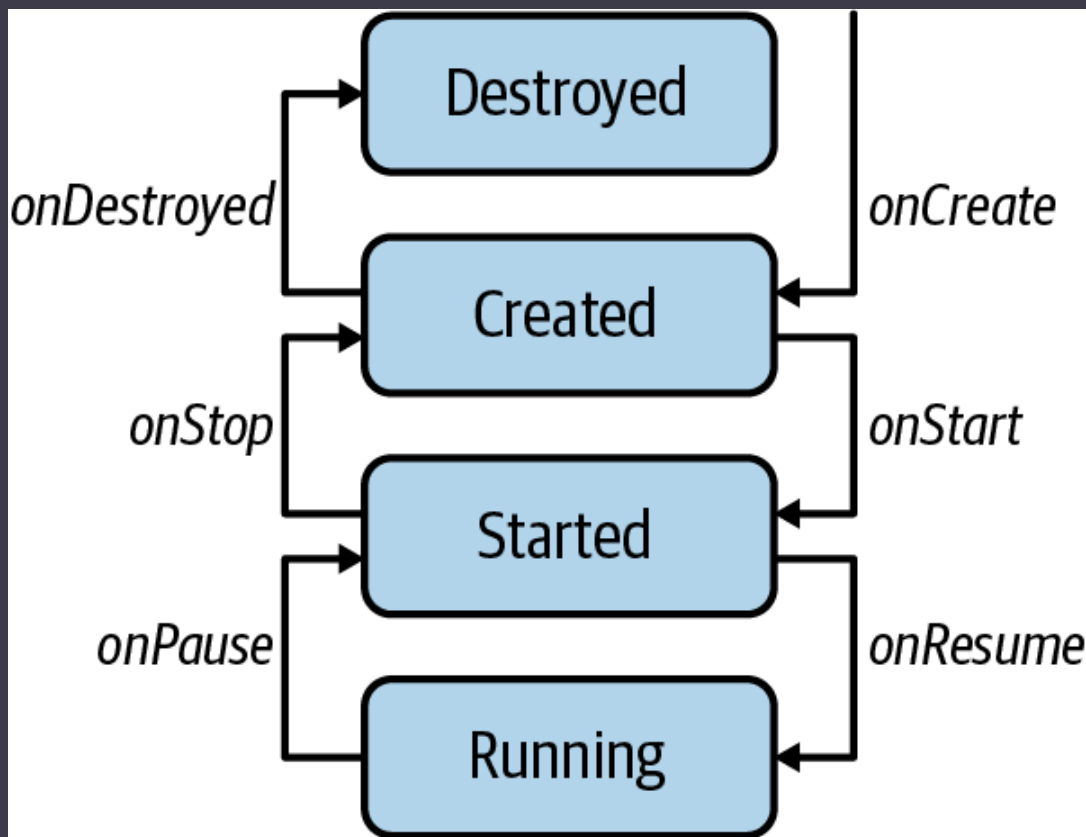 Destroyed
onDestroyed
onCreate
Created
onStop
onStart
Started
onPause
onResume
Running